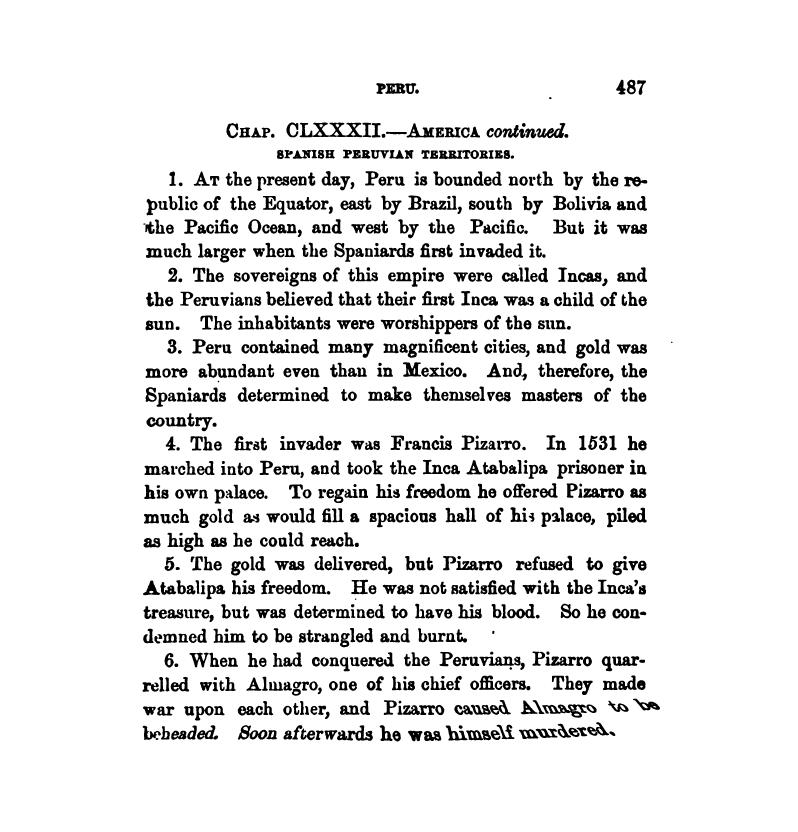 PERU. 487
CHAP. CLXXXII.—AMERICA continued.
SPANISH PERUVIAN TERRITORIES.
1. AT the present day, Peru is bounded north by the re-
public of the Equator, east by Brazil, south by Bolivia and
the Pacific Ocean, and west by the Pacific. But it was
much larger when the Spaniards first invaded it.
2. The sovereigns of this empire were called Incas, and
the Peruvians believed that their first Inca was a child of the
sun. The inhabitants were worshippers of the sun.
3. Peru contained many magnificent cities, and gold was
more abundant even than in Mexico. And, therefore, the
Spaniards determined to make themselves masters of the
country.
4. The first invader was Francis Pizarro. In 1531 he
marched into Peru, and took the Inca Atabalipa prisoner in
his own palace. To regain his freedom he offered Pizarro as
much gold as would fill a spacious hall of his palace, piled
as high as he could reach.
5. The gold was delivered, but Pizarro refused to give
Atabalipa his freedom. He was not satisfied with the Inca's
treasure, but was determined to have his blood. So he con-
demned him to be strangled and burnt.
6. When he had conquered the Peruvians, Pizarro quar-
relled with Almagro, one of his chief officers. They made
war upon each other, and Pizarro caused Almagro to be
beheaded. Soon afterwards he was himself murdered.